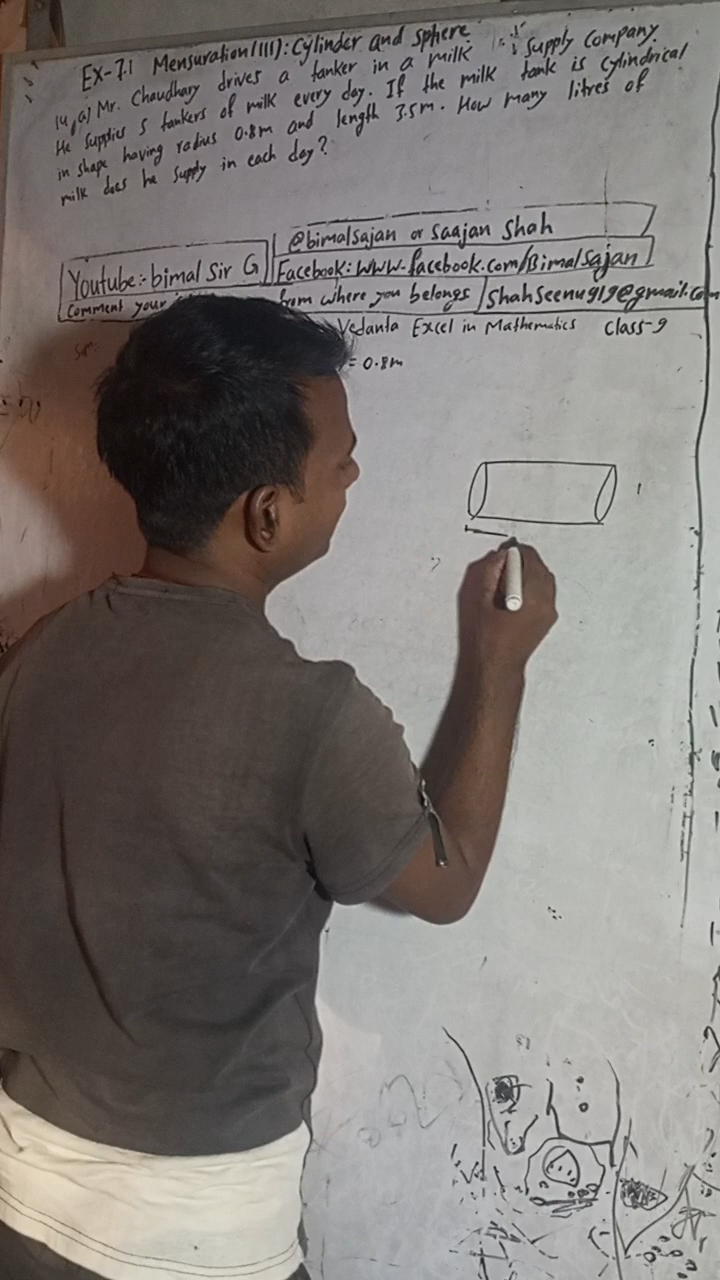 Ex-7.1 Mensuration(III): Cylinder and sphere
14. a) Mr. Chaudhary drives a tanker in a milk supply company.
He supplies 5 tankers of milk every day. If the milk tank is cylindrical
in shape having radius 0.8m and length 3.5m. How many litres of
milk does he supply in each day?
@bimalsajan or saajan shah
Youtube:- bimal sir G
Facebook: www.facebook.com/Bimalsajan
Comment your
from where you belongs / shahseenu919@gmail.com
Vedanta Excel in Mathematics Class-9
= 0.8m